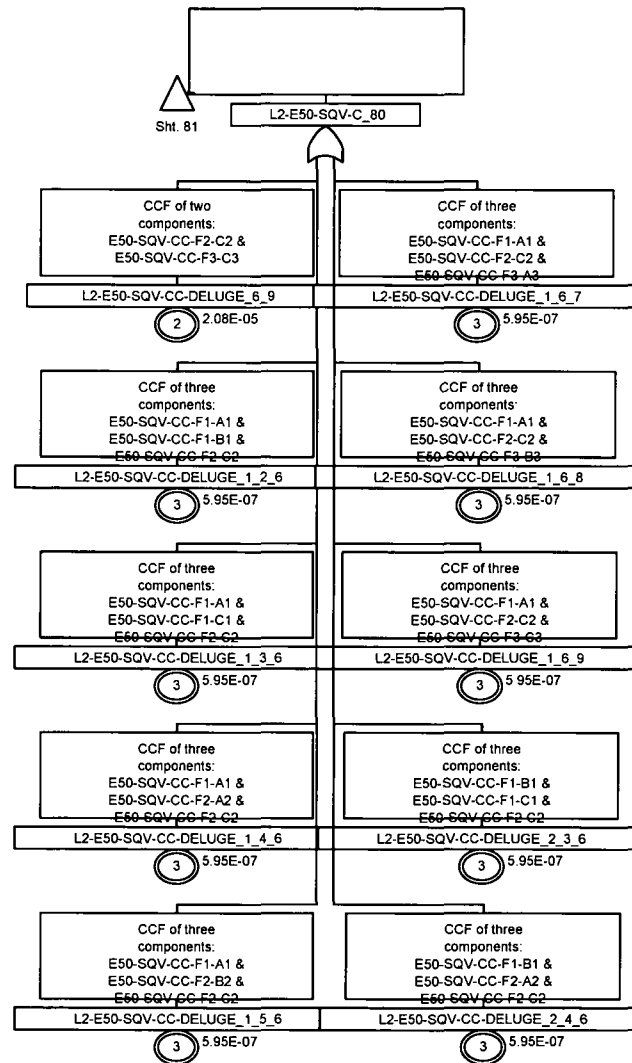 Sht. 81
L2-E50-SQV-C_80
CCF of two
components:
E50-SQV-CC-F2-C2 &
E50-SQV-CC-F3-C3
L2-E50-SQV-CC-DELUGE_6_9
2
2.08E-05
CCF of three
components:
E50-SQV-CC-F1-A1 &
E50-SQV-CC-F2-C2 &
E50-SQV-CC-F3-A3
L2-E50-SQV-CC-DELUGE_1_6_7
3
5.95E-07
CCF of three
components:
E50-SQV-CC-F1-A1 &
E50-SQV-CC-F1-B1 &
E50-SQV-CC-F2-C2
L2-E50-SQV-CC-DELUGE_1_2_6
3
5.95E-07
CCF of three
components:
E50-SQV-CC-F1-A1 &
E50-SQV-CC-F2-C2 &
E50-SQV-CC-F3-B3
L2-E50-SQV-CC-DELUGE_1_6_8
3
5.95E-07
CCF of three
components:
E50-SQV-CC-F1-A1 &
E50-SQV-CC-F1-C1 &
E50-SQV-CC-F2-C2
L2-E50-SQV-CC-DELUGE_1_3_6
3
5.95E-07
CCF of three
components:
E50-SQV-CC-F1-A1 &
E50-SQV-CC-F2-C2 &
E50-SQV-CC-F3-C3
L2-E50-SQV-CC-DELUGE_1_6_9
3
5.95E-07
CCF of three
components:
E50-SQV-CC-F1-A1 &
E50-SQV-CC-F2-A2 &
E50-SQV-CC-F2-C2
L2-E50-SQV-CC-DELUGE_1_4_6
3
5.95E-07
CCF of three
components:
E50-SQV-CC-F1-B1 &
E50-SQV-CC-F1-C1 &
E50-SQV-CC-F2-C2
L2-E50-SQV-CC-DELUGE_2_3_6
3
5.95E-07
CCF of three
components:
E50-SQV-CC-F1-A1 &
E50-SQV-CC-F2-B2 &
E50-SQV-CC-F2-C2
L2-E50-SQV-CC-DELUGE_1_5_6
3
5.95E-07
CCF of three
components:
E50-SQV-CC-F1-B1 &
E50-SQV-CC-F2-A2 &
E50-SQV-CC-F2-C2
L2-E50-SQV-CC-DELUGE_2_4_6
3
5.95E-07